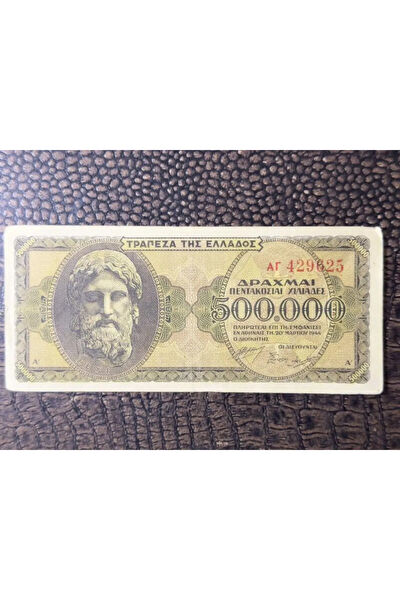 ΤΡΑΠΕΖΑ ΤΗΣ ΕΛΛΑΔΟΣ
ΑΓ 429625
ΔΡΑΧΜΑΙ
ΠΕΝΤΑΚΟΣΙΑΙ ΧΙΛΙΑΔΕΣ
500.000
ΠΛΗΡΩΤΕΑΙ ΕΠΙ ΤΗ ΕΜΦΑΝΙΣΕΙ
ΕΝ ΑΘΗΝΑΙΣ ΤΗ 20 ΜΑΡΤΙΟΥ 1944
Ο ΔΙΟΙΚΗΤΗΣ ΟΙ ΔΙΕΥΘΥΝΤΑΙ
Α Α